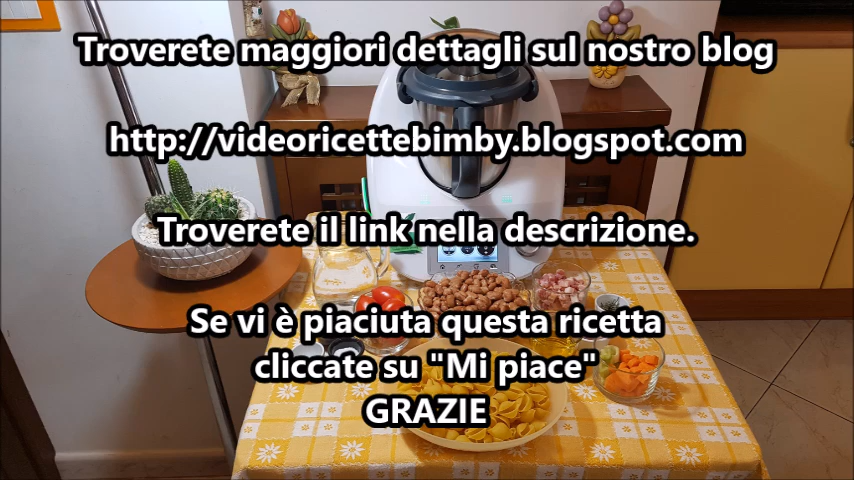 Troverete maggiori dettagli sul nostro blog
http://videoricettebimby.blogspot.com
Troverete il link nella descrizione.
Se vi è piaciuta questa ricetta
cliccate su "Mi piace"
GRAZIE